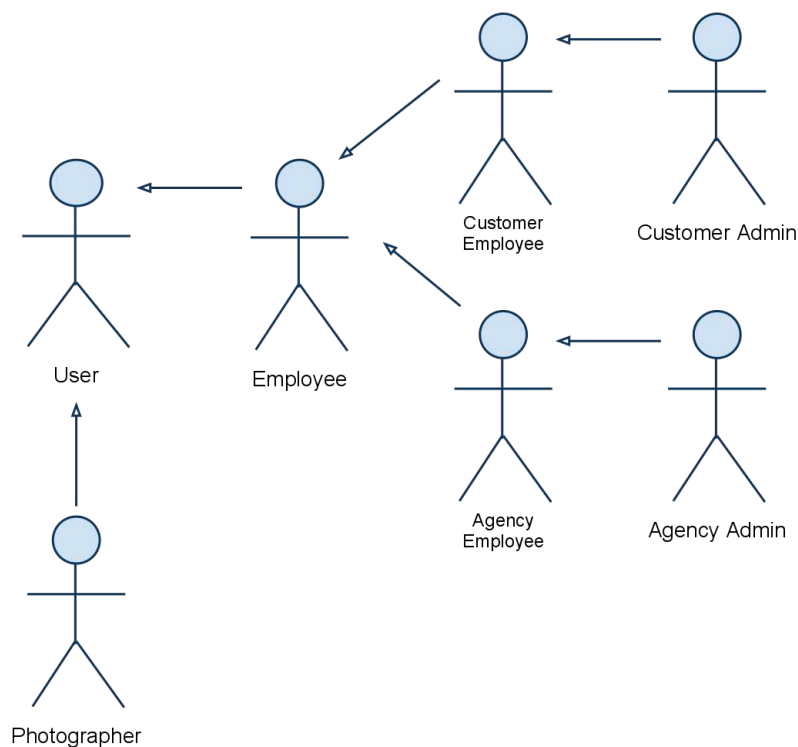 Customer
Employee
Customer Admin
User
Employee
Agency
Employee
Agency Admin
Photographer